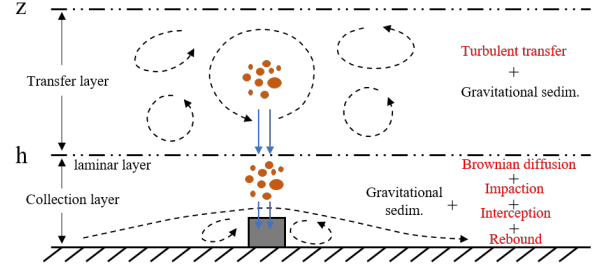 z
Turbulent transfer
+
Gravitational sedim.
Transfer layer
h
laminar layer
Collection layer
Gravitational
sedim.
+
Brownian diffusion
+
Impaction
+
Interception
+
Rebound